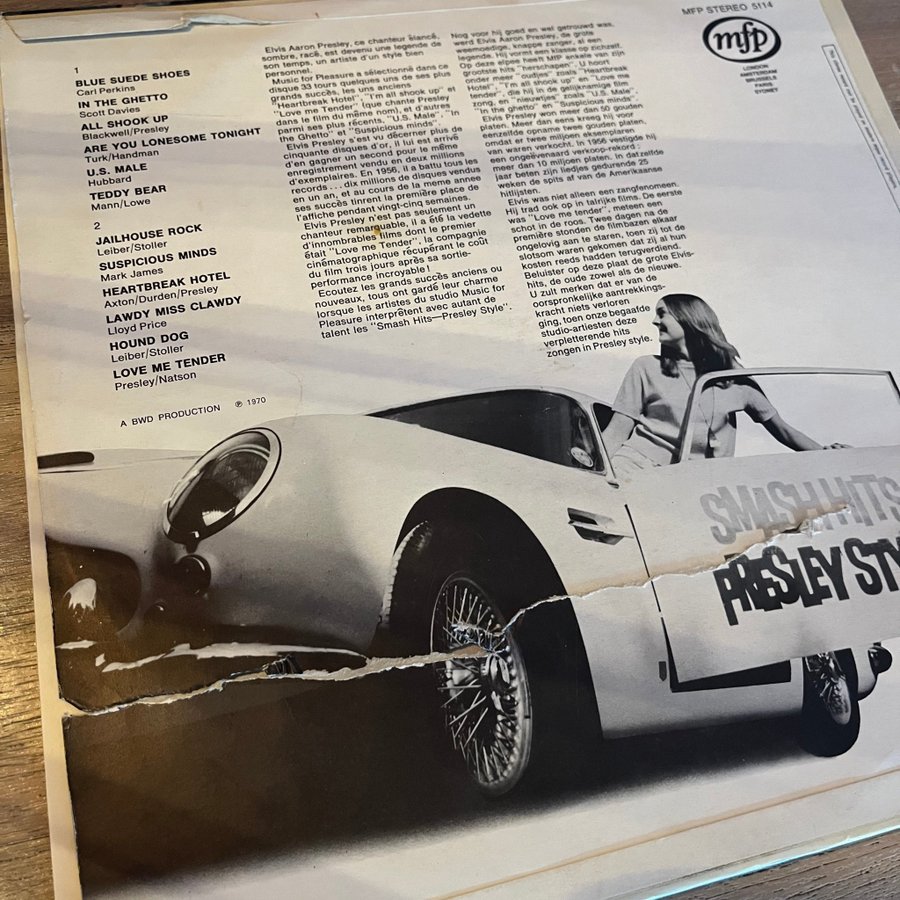 MFP STEREO 5114
mfp
LONDON
AMSTERDAM
BRUSSELS
PARIS
SYDNEY
1
BLUE SUEDE SHOES
Carl Perkins
IN THE GHETTO
Scott Davies
ALL SHOOK UP
Blackwell/Presley
ARE YOU LONESOME TONIGHT
Turk/Handman
U.S. MALE
Hubbard
TEDDY BEAR
Mann/Lowe
2
JAILHOUSE ROCK
Leiber/Stoller
SUSPICIOUS MINDS
Mark James
HEARTBREAK HOTEL
Axton/Durden/Presley
LAWDY MISS CLAWDY
Lloyd Price
HOUND DOG
Leiber/Stoller
LOVE ME TENDER
Presley/Natson
A BWD PRODUCTION ℗ 1970
Elvis Aaron Presley, ce chanteur élancé,
sombre, racé, est devenu une legende de
son temps, un artiste d'un style bien
personnel.
Music for Pleasure a sélectionné dans ce
disque 33 tours quelques uns de ses plus
grands succès, les uns anciens
"Heartbreak Hotel", "I'm all shook up" et
"Love me Tender" (que chante Presley
dans le film du même nom), et d'autres
parmi ses plus récents, "U.S. Male", "In
the Ghetto" et "Suspicious minds".
Elvis Presley s'est vu décerner plus de
cinquante disques d'or, il lui est arrivé
d'en gagner un second pour le même
enregistrement vendu en deux millions
d'exemplaires. En 1956, il a battu tous les
records ... dix millions de disques vendus
en un an, et au cours de la meme annee
ses succès tinrent la première place de
l'affiche pendant vingt-cinq semaines.
Elvis Presley n'est pas seulement un
chanteur remarquable, il a été la vedette
d'innombrables films dont le premier
était "Love me Tender", la compagnie
cinématographique récupérant le coût
du film trois jours après sa sortie-
performance incroyable!
Ecoutez les grands succès anciens ou
nouveaux, tous ont gardé leur charme
lorsque les artistes du studio Music for
Pleasure interprètent avec autant de
talent les "Smash Hits—Presley Style".
Nog voor hij goed en wel getrouwd was,
werd Elvis Aaron Presley, de grote
weemoedige, knappe zanger, al een
legende. Hij vormt een klasse op zichzelf.
Op deze elpee heeft MFP enkele van zijn
grootste hits "herschapen". U hoort
onder meer "oudjes" zoals "Heartbreak
Hotel", "I'm all shook up" en "Love me
tender", die hij in de gelijknamige film
zong, en "nieuwtjes" zoals "U.S. Male",
"In the ghetto" en "Suspicious minds".
Elvis Presley won meer dan 50 gouden
platen. Meer dan eens kreeg hij voor
eenzelfde opname twee gouden platen,
omdat er twee miljoen eksemplaren
van waren verkocht. In 1956 vestigde hij
een ongeëvenaard verkoop-rekord:
meer dan 10 miljoen platen. In datzelfde
jaar beten zijn liedjes gedurende 25
weken de spits af van de Amerikaanse
hitlijsten.
Elvis was niet alleen een zangfenomeen.
Hij trad ook op in talrijke films. De eerste
was "Love me tender", meteen een
schot in de roos. Twee dagen na de
première stonden de filmbazen elkaar
ongelovig aan te staren, toen zij tot de
slotsom waren gekomen dat zij al hun
kosten reeds hadden terugverdiend.
Beluister op deze plaat de grote Elvis-
hits, de oude zowel als de nieuwe.
U zult merken dat er van de
oorspronkelijke aantrekkings-
kracht niets verloren
ging, toen onze begaafde
studio-artiesten deze
verpletterende hits
zongen in Presley style.
SMASH HITS
PRESLEY STY